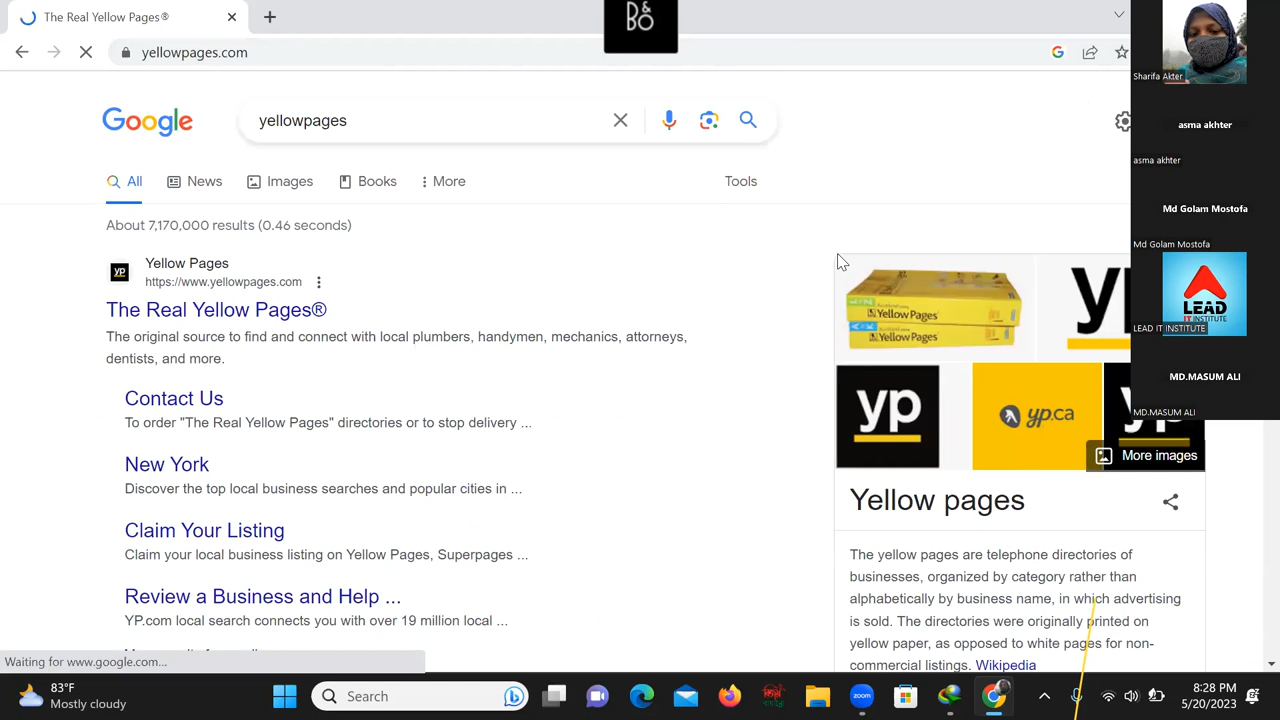 The Real Yellow Pages®
D&
BO
yellowpages.com
Sharifa Akter
Google
yellowpages
asma akhter
asma akhter
All
News
Images
Books
More
Tools
Md Golam Mostofa
Md Golam Mostofa
About 7,170,000 results (0.46 seconds)
yp
Yellow Pages
https://www.yellowpages.com
The Real Yellow Pages®
The original source to find and connect with local plumbers, handymen, mechanics, attorneys,
dentists, and more.
Contact Us
To order "The Real Yellow Pages" directories or to stop delivery ...
New York
Discover the top local business searches and popular cities in ...
Claim Your Listing
Claim your local business listing on Yellow Pages, Superpages ...
Review a Business and Help ...
YP.com local search connects you with over 19 million local ...
YellowPages
YellowPages
LEAD
IT INSTITUTE
LEAD IT INSTITUTE
MD.MASUM ALI
MD.MASUM ALI
yp
yp.ca
More images
Yellow pages
The yellow pages are telephone directories of
businesses, organized by category rather than
alphabetically by business name, in which advertising
is sold. The directories were originally printed on
yellow paper, as opposed to white pages for non-
commercial listings. Wikipedia
Waiting for www.google.com...
83°F
Mostly cloudy
Search
zoom
8:28 PM
5/20/2023